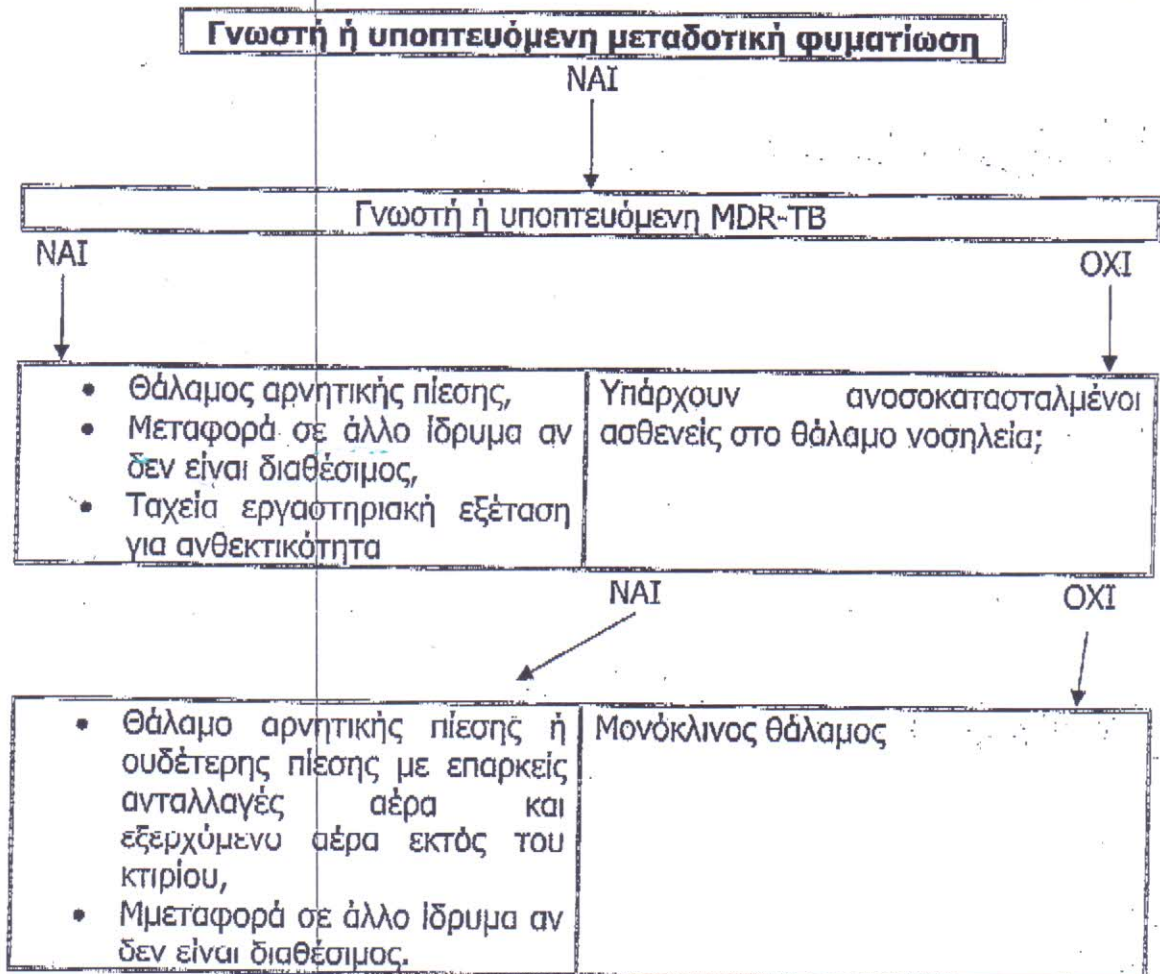 Γνωστή ή υποπτευόμενη μεταδοτική φυματίωση
ΝΑΙ
Γνωστή ή υποπτευόμενη MDR-TB
ΝΑΙ
ΟΧΙ
• Θάλαμος αρνητικής πίεσης,
• Μεταφορά σε άλλο ίδρυμα αν
δεν είναι διαθέσιμος,
• Ταχεία εργαστηριακή εξέταση
για ανθεκτικότητα
Υπάρχουν ανοσοκατασταλμένοι
ασθενείς στο θάλαμο νοσηλεία;
ΝΑΙ
ΟΧΙ
• Θάλαμο αρνητικής πίεσης ή
ουδέτερης πίεσης με επαρκείς
ανταλλαγές αέρα και
εξερχόμενο αέρα εκτός του
κτιρίου,
• Μμεταφορά σε άλλο ίδρυμα αν
δεν είναι διαθέσιμος.
Μονόκλινος θάλαμος